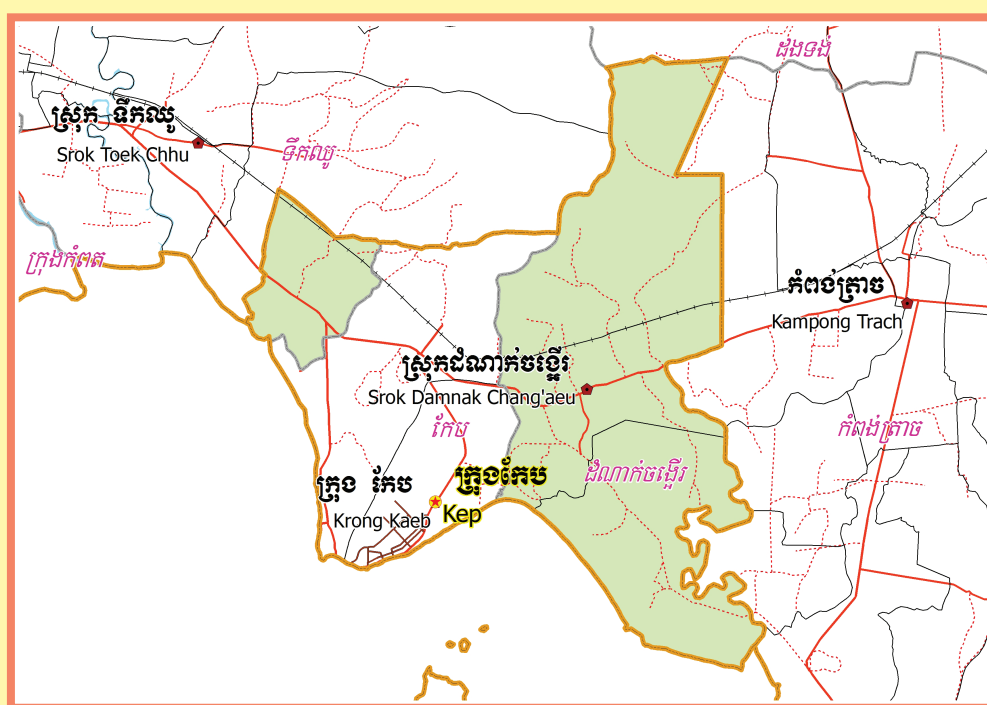 ដងទង់
ស្រុក ទឹកឈូ
Srok Toek Chhu
ទឹកឈូ
ក្រុងកំពត
កំពង់ត្រាច
Kampong Trach
ស្រុកដំណាក់ចង្អើរ
Srok Damnak Chang'aeu
កែប
កំពង់ត្រាច
ក្រុង កែប
ក្រុងកែប
ដំណាក់ចង្អើរ
Krong Kaeb
Kep